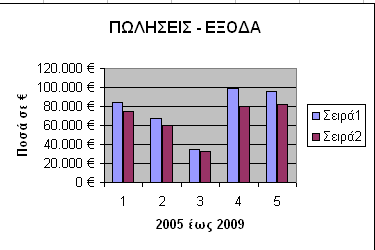 ΠΩΛΗΣΕΙΣ - ΕΞΟΔΑ
Ποσά σε €
120.000 €
100.000 €
80.000 €
60.000 €
40.000 €
20.000 €
0 €
1 2 3 4 5
2005 έως 2009
Σειρά1
Σειρά2